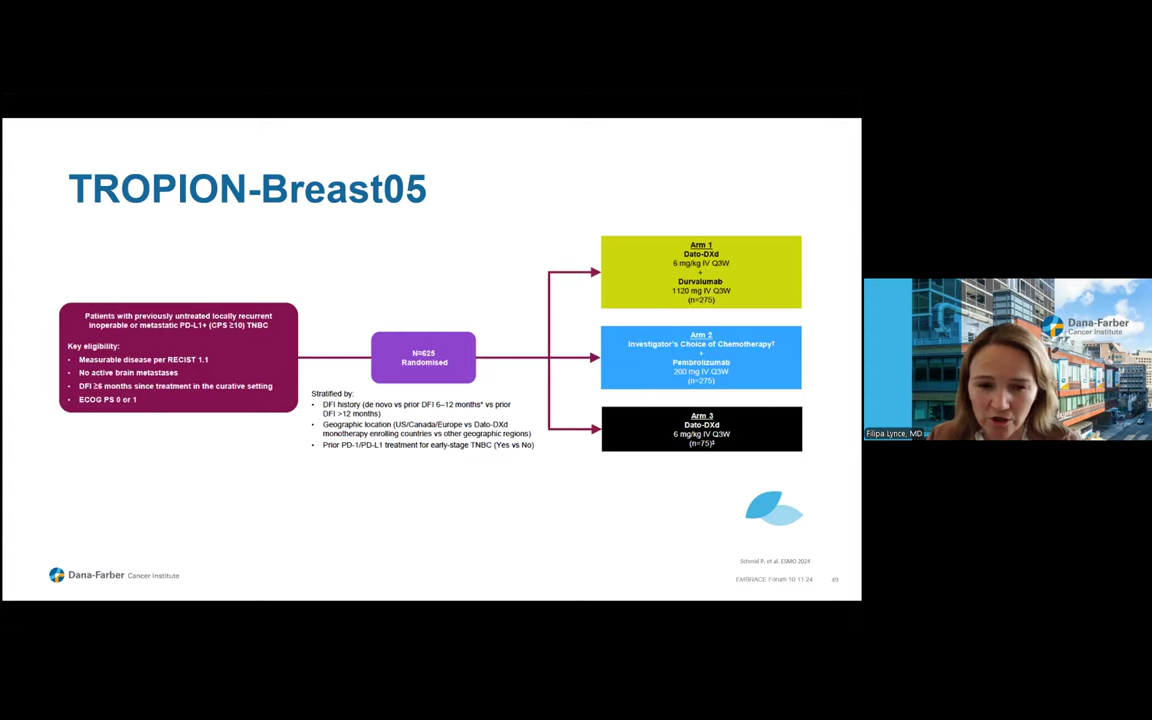 TROPION-Breast05
Patients with previously untreated locally recurrent
inoperable or metastatic PD-L1+ (CPS ≥10) TNBC
Key eligibility:
• Measurable disease per RECIST 1.1
• No active brain metastases
• DFI ≥6 months since treatment in the curative setting
• ECOG PS 0 or 1
N≈625
Randomised
Stratified by:
• DFI history (de novo vs prior DFI 6–12 months* vs prior
DFI >12 months)
• Geographic location (US/Canada/Europe vs Dato-DXd
monotherapy enrolling countries vs other geographic regions)
• Prior PD-1/PD-L1 treatment for early-stage TNBC (Yes vs No)
Arm 1
Dato-DXd
6 mg/kg IV Q3W
+
Durvalumab
1120 mg IV Q3W
(n≈275)
Arm 2
Investigator's Choice of Chemotherapy†
+
Pembrolizumab
200 mg IV Q3W
(n≈275)
Arm 3
Dato-DXd
6 mg/kg IV Q3W
(n≈75)‡
Schmid P, et al. ESMO 2024
Dana-Farber Cancer Institute
EMBRACE Forum 10 11 24
49
Dana-Farber
Cancer Institute
Filipa Lynce, MD